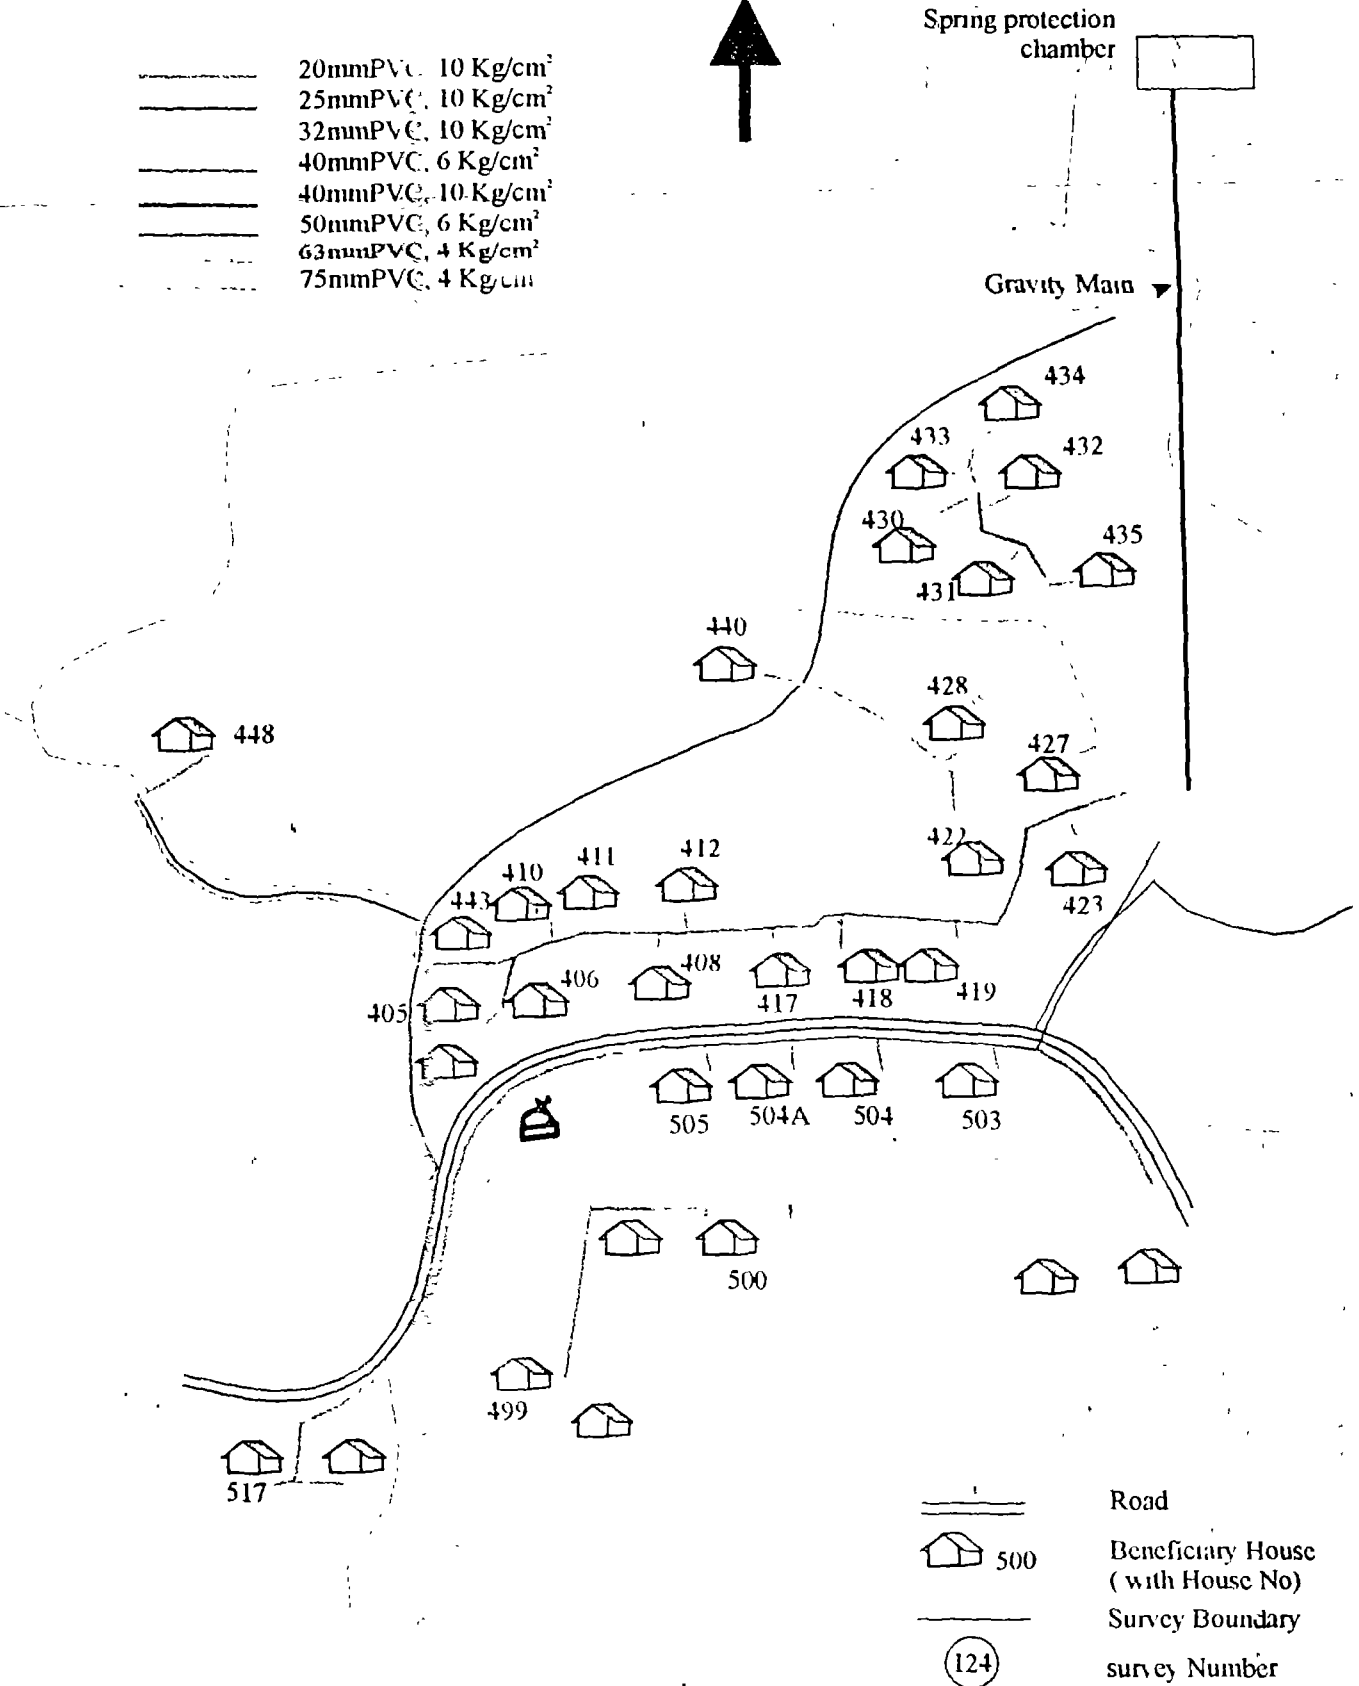 Spring protection
chamber
20mmPVC 10 Kg/cm²
25mmPVC, 10 Kg/cm²
32mmPVC, 10 Kg/cm²
40mmPVC, 6 Kg/cm²
40mmPVC, 10 Kg/cm²
50mmPVC, 6 Kg/cm²
63mmPVC, 4 Kg/cm²
75mmPVC, 4 Kg/cm
Gravity Main
434
433
432
430
435
431
440
428
448
427
422
412
411
410
443
423
408
406
405
417
418
419
505
504A
504
503
500
499
517
Road
500
Beneficiary House
( with House No)
Survey Boundary
124
survey Number